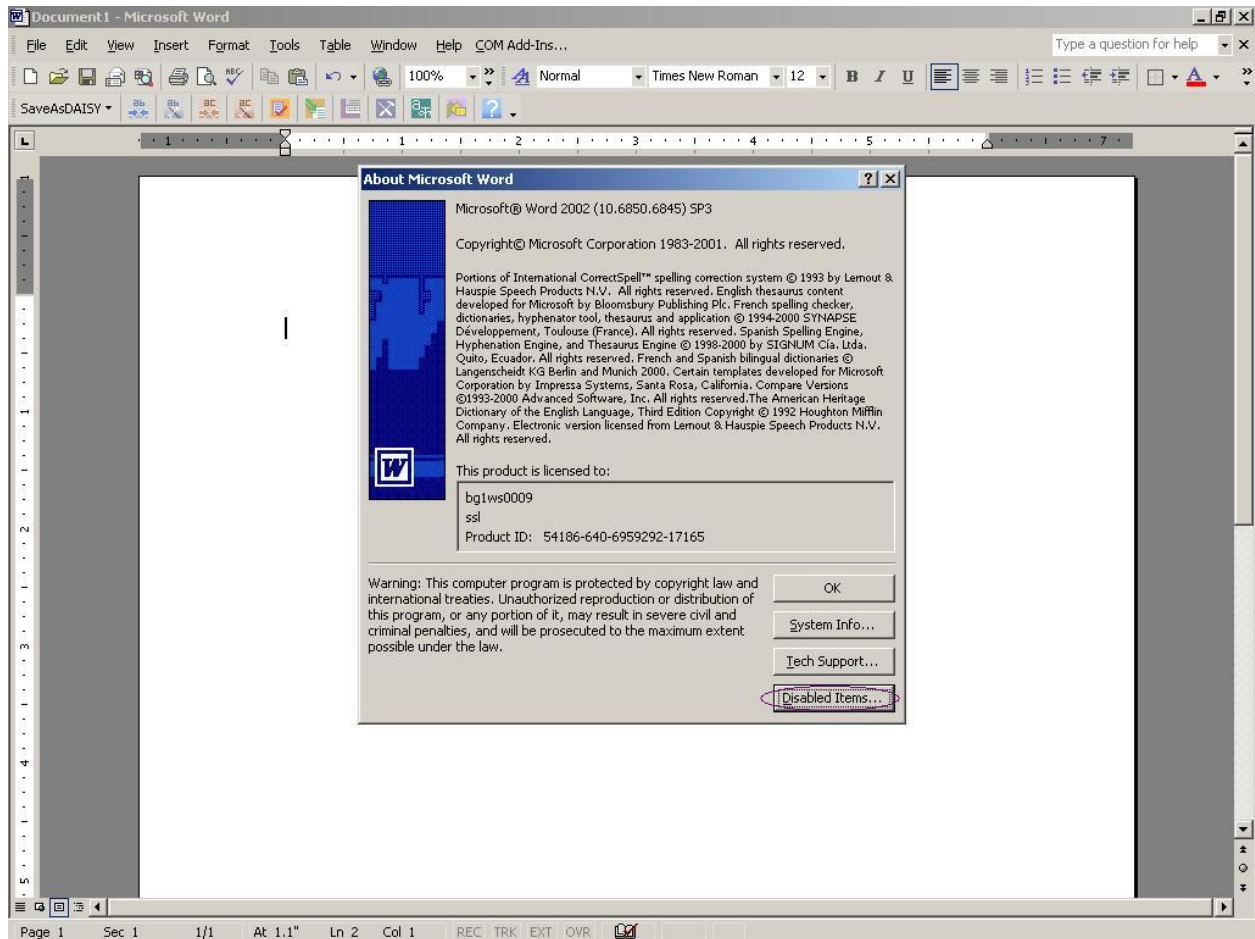 Document1 - Microsoft Word
File Edit View Insert Format Tools Table Window Help COM Add-Ins... Type a question for help
100% Normal Times New Roman 12 B I U
SaveAsDAISY
1 1 2 3 4 5 7
About Microsoft Word
Microsoft® Word 2002 (10.6850.6845) SP3
Copyright© Microsoft Corporation 1983-2001. All rights reserved.
Portions of International CorrectSpell™ spelling correction system © 1993 by Lernout &
Hauspie Speech Products N.V. All rights reserved. English thesaurus content
developed for Microsoft by Bloomsbury Publishing Plc. French spelling checker,
dictionaries, hyphenator tool, thesaurus and application © 1994-2000 SYNAPSE
Développement, Toulouse (France). All rights reserved. Spanish Spelling Engine,
Hyphenation Engine, and Thesaurus Engine © 1998-2000 by SIGNUM Cía. Ltda.
Quito, Ecuador. All rights reserved. French and Spanish bilingual dictionaries ©
Langenscheidt KG Berlin and Munich 2000. Certain templates developed for Microsoft
Corporation by Impressa Systems, Santa Rosa, California. Compare Versions
©1993-2000 Advanced Software, Inc. All rights reserved.The American Heritage
Dictionary of the English Language, Third Edition Copyright © 1992 Houghton Mifflin
Company. Electronic version licensed from Lernout & Hauspie Speech Products N.V.
All rights reserved.
This product is licensed to:
bg1ws0009
ssl
Product ID: 54186-640-6959292-17165
Warning: This computer program is protected by copyright law and
international treaties. Unauthorized reproduction or distribution of
this program, or any portion of it, may result in severe civil and
criminal penalties, and will be prosecuted to the maximum extent
possible under the law.
OK
System Info...
Tech Support...
Disabled Items...
1
2
3
4
5
Page 1 Sec 1 1/1 At 1.1" Ln 2 Col 1 REC TRK EXT OVR